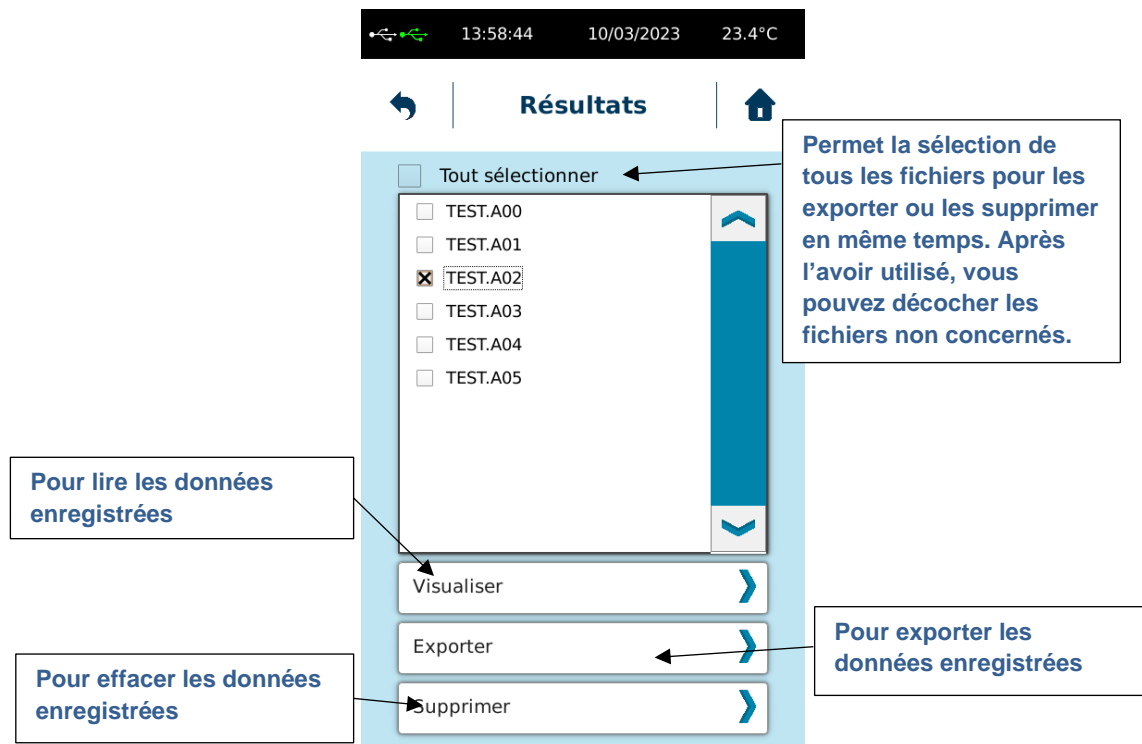 13:58:44 10/03/2023 23.4°C
Résultats
Tout sélectionner
TEST.A00
TEST.A01
TEST.A02
TEST.A03
TEST.A04
TEST.A05
Visualiser
Exporter
Supprimer
Permet la sélection de
tous les fichiers pour les
exporter ou les supprimer
en même temps. Après
l’avoir utilisé, vous
pouvez décocher les
fichiers non concernés.
Pour lire les données
enregistrées
Pour exporter les
données enregistrées
Pour effacer les données
enregistrées